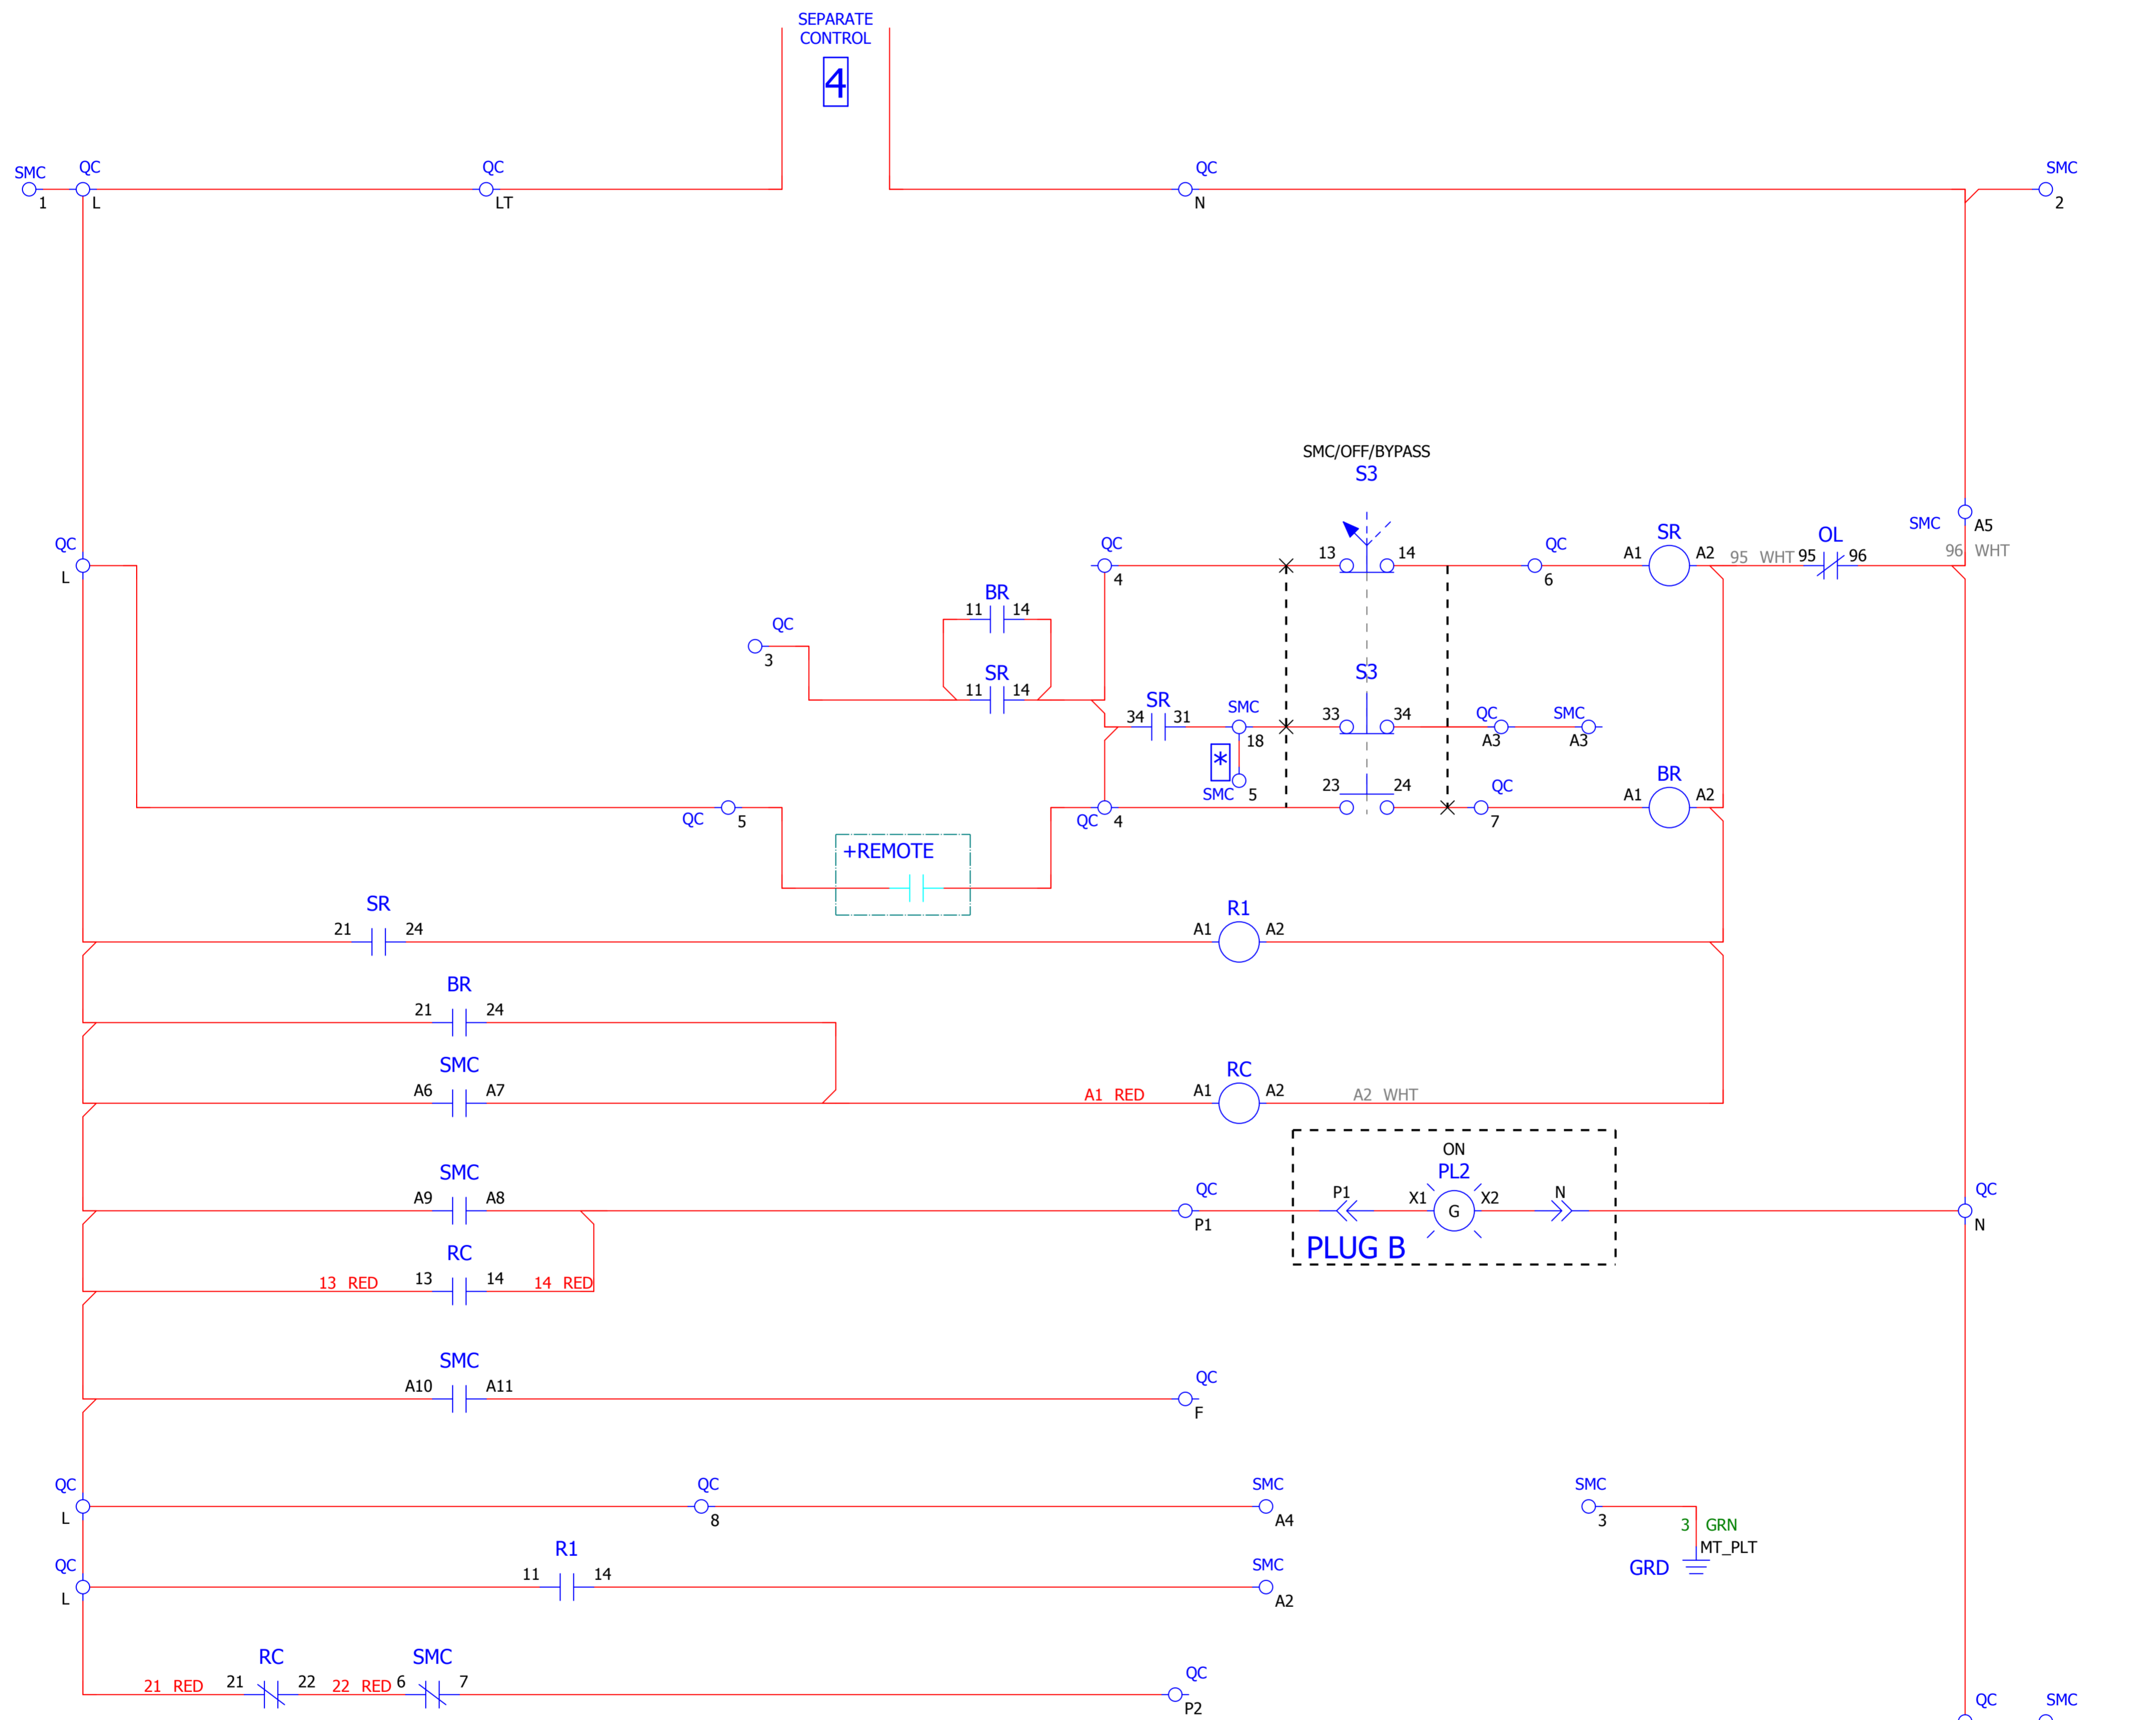 SEPARATE
CONTROL
4
SMC
1
QC
L
QC
LT
QC
N
SMC
2
SMC/OFF/BYPASS
S3
QC
L
QC
4
13
14
QC
6
SR
A1
A2
95 WHT
OL
95
96
SMC
A5
96 WHT
BR
11
14
QC
3
SR
11
14
SR
34
31
SMC
18
*
SMC
5
S3
33
34
QC
A3
SMC
A3
QC
5
QC
4
23
24
QC
7
BR
A1
A2
+REMOTE
SR
21
24
R1
A1
A2
BR
21
24
SMC
A6
A7
A1 RED
RC
A1
A2
A2 WHT
SMC
A9
A8
QC
P1
ON
PL2
P1
X1
G
X2
N
PLUG B
QC
N
RC
13 RED
13
14
14 RED
SMC
A10
A11
QC
F
QC
L
QC
8
SMC
A4
SMC
3
3 GRN
MT_PLT
GRD
QC
L
R1
11
14
SMC
A2
RC
21 RED
21
22
22 RED
SMC
6
7
QC
P2
QC
SMC